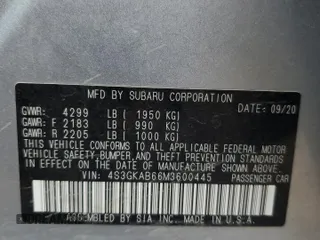 MFD BY SUBARU CORPORATION
DATE: 09/20
GVWR: 4299 LB ( 1950 KG)
GAWR: F 2183 LB ( 990 KG)
GAWR: R 2205 LB ( 1000 KG)
THIS VEHICLE CONFORMS TO ALL APPLICABLE
FEDERAL MOTOR VEHICLE
SAFETY, BUMPER, AND THEFT PREVENTION STANDARDS
IN EFFECT ON THE DATE OF
MANUFACTURE SHOWN ABOVE.
VIN: 4S3GKAB66M3600445
PASSENGER CAR
ASSEMBLED BY SIA INC. MADE IN U.S.A.